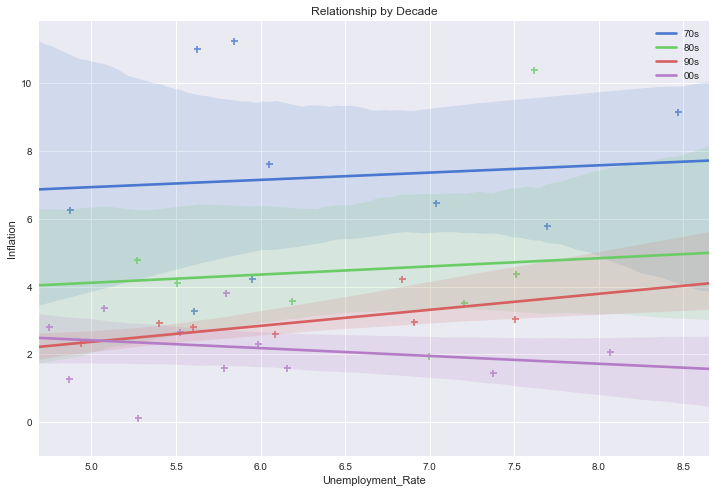 Relationship by Decade
70s
80s
90s
00s
Inflation
10
8
6
4
2
0
5.0 5.5 6.0 6.5 7.0 7.5 8.0 8.5
Unemployment_Rate